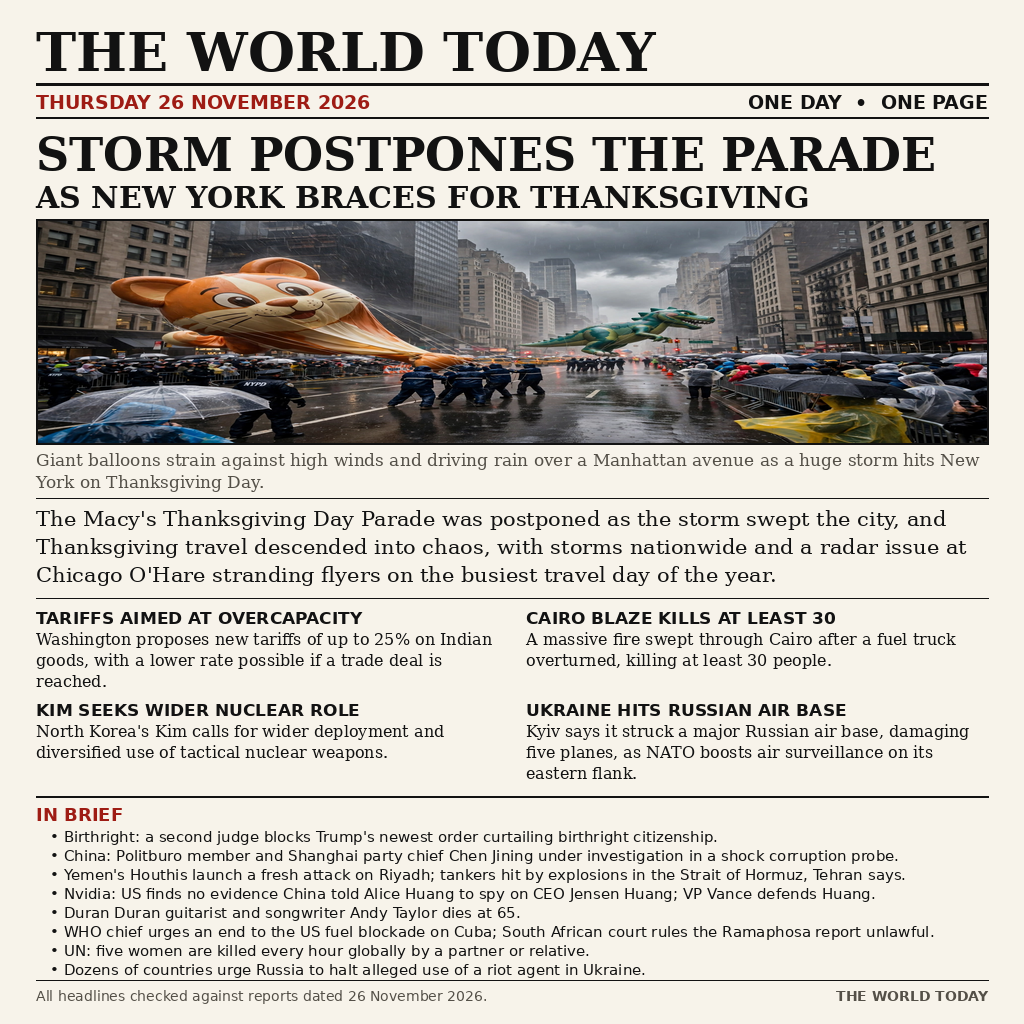 THE WORLD TODAY
THURSDAY 26 NOVEMBER 2026
ONE DAY • ONE PAGE
STORM POSTPONES THE PARADE
AS NEW YORK BRACES FOR THANKSGIVING
NYPD
Giant balloons strain against high winds and driving rain over a Manhattan avenue as a huge storm hits New
York on Thanksgiving Day.
The Macy's Thanksgiving Day Parade was postponed as the storm swept the city, and
Thanksgiving travel descended into chaos, with storms nationwide and a radar issue at
Chicago O'Hare stranding flyers on the busiest travel day of the year.
TARIFFS AIMED AT OVERCAPACITY
Washington proposes new tariffs of up to 25% on Indian
goods, with a lower rate possible if a trade deal is
reached.
CAIRO BLAZE KILLS AT LEAST 30
A massive fire swept through Cairo after a fuel truck
overturned, killing at least 30 people.
KIM SEEKS WIDER NUCLEAR ROLE
North Korea's Kim calls for wider deployment and
diversified use of tactical nuclear weapons.
UKRAINE HITS RUSSIAN AIR BASE
Kyiv says it struck a major Russian air base, damaging
five planes, as NATO boosts air surveillance on its
eastern flank.
IN BRIEF
• Birthright: a second judge blocks Trump's newest order curtailing birthright citizenship.
• China: Politburo member and Shanghai party chief Chen Jining under investigation in a shock corruption probe.
• Yemen's Houthis launch a fresh attack on Riyadh; tankers hit by explosions in the Strait of Hormuz, Tehran says.
• Nvidia: US finds no evidence China told Alice Huang to spy on CEO Jensen Huang; VP Vance defends Huang.
• Duran Duran guitarist and songwriter Andy Taylor dies at 65.
• WHO chief urges an end to the US fuel blockade on Cuba; South African court rules the Ramaphosa report unlawful.
• UN: five women are killed every hour globally by a partner or relative.
• Dozens of countries urge Russia to halt alleged use of a riot agent in Ukraine.
All headlines checked against reports dated 26 November 2026.
THE WORLD TODAY